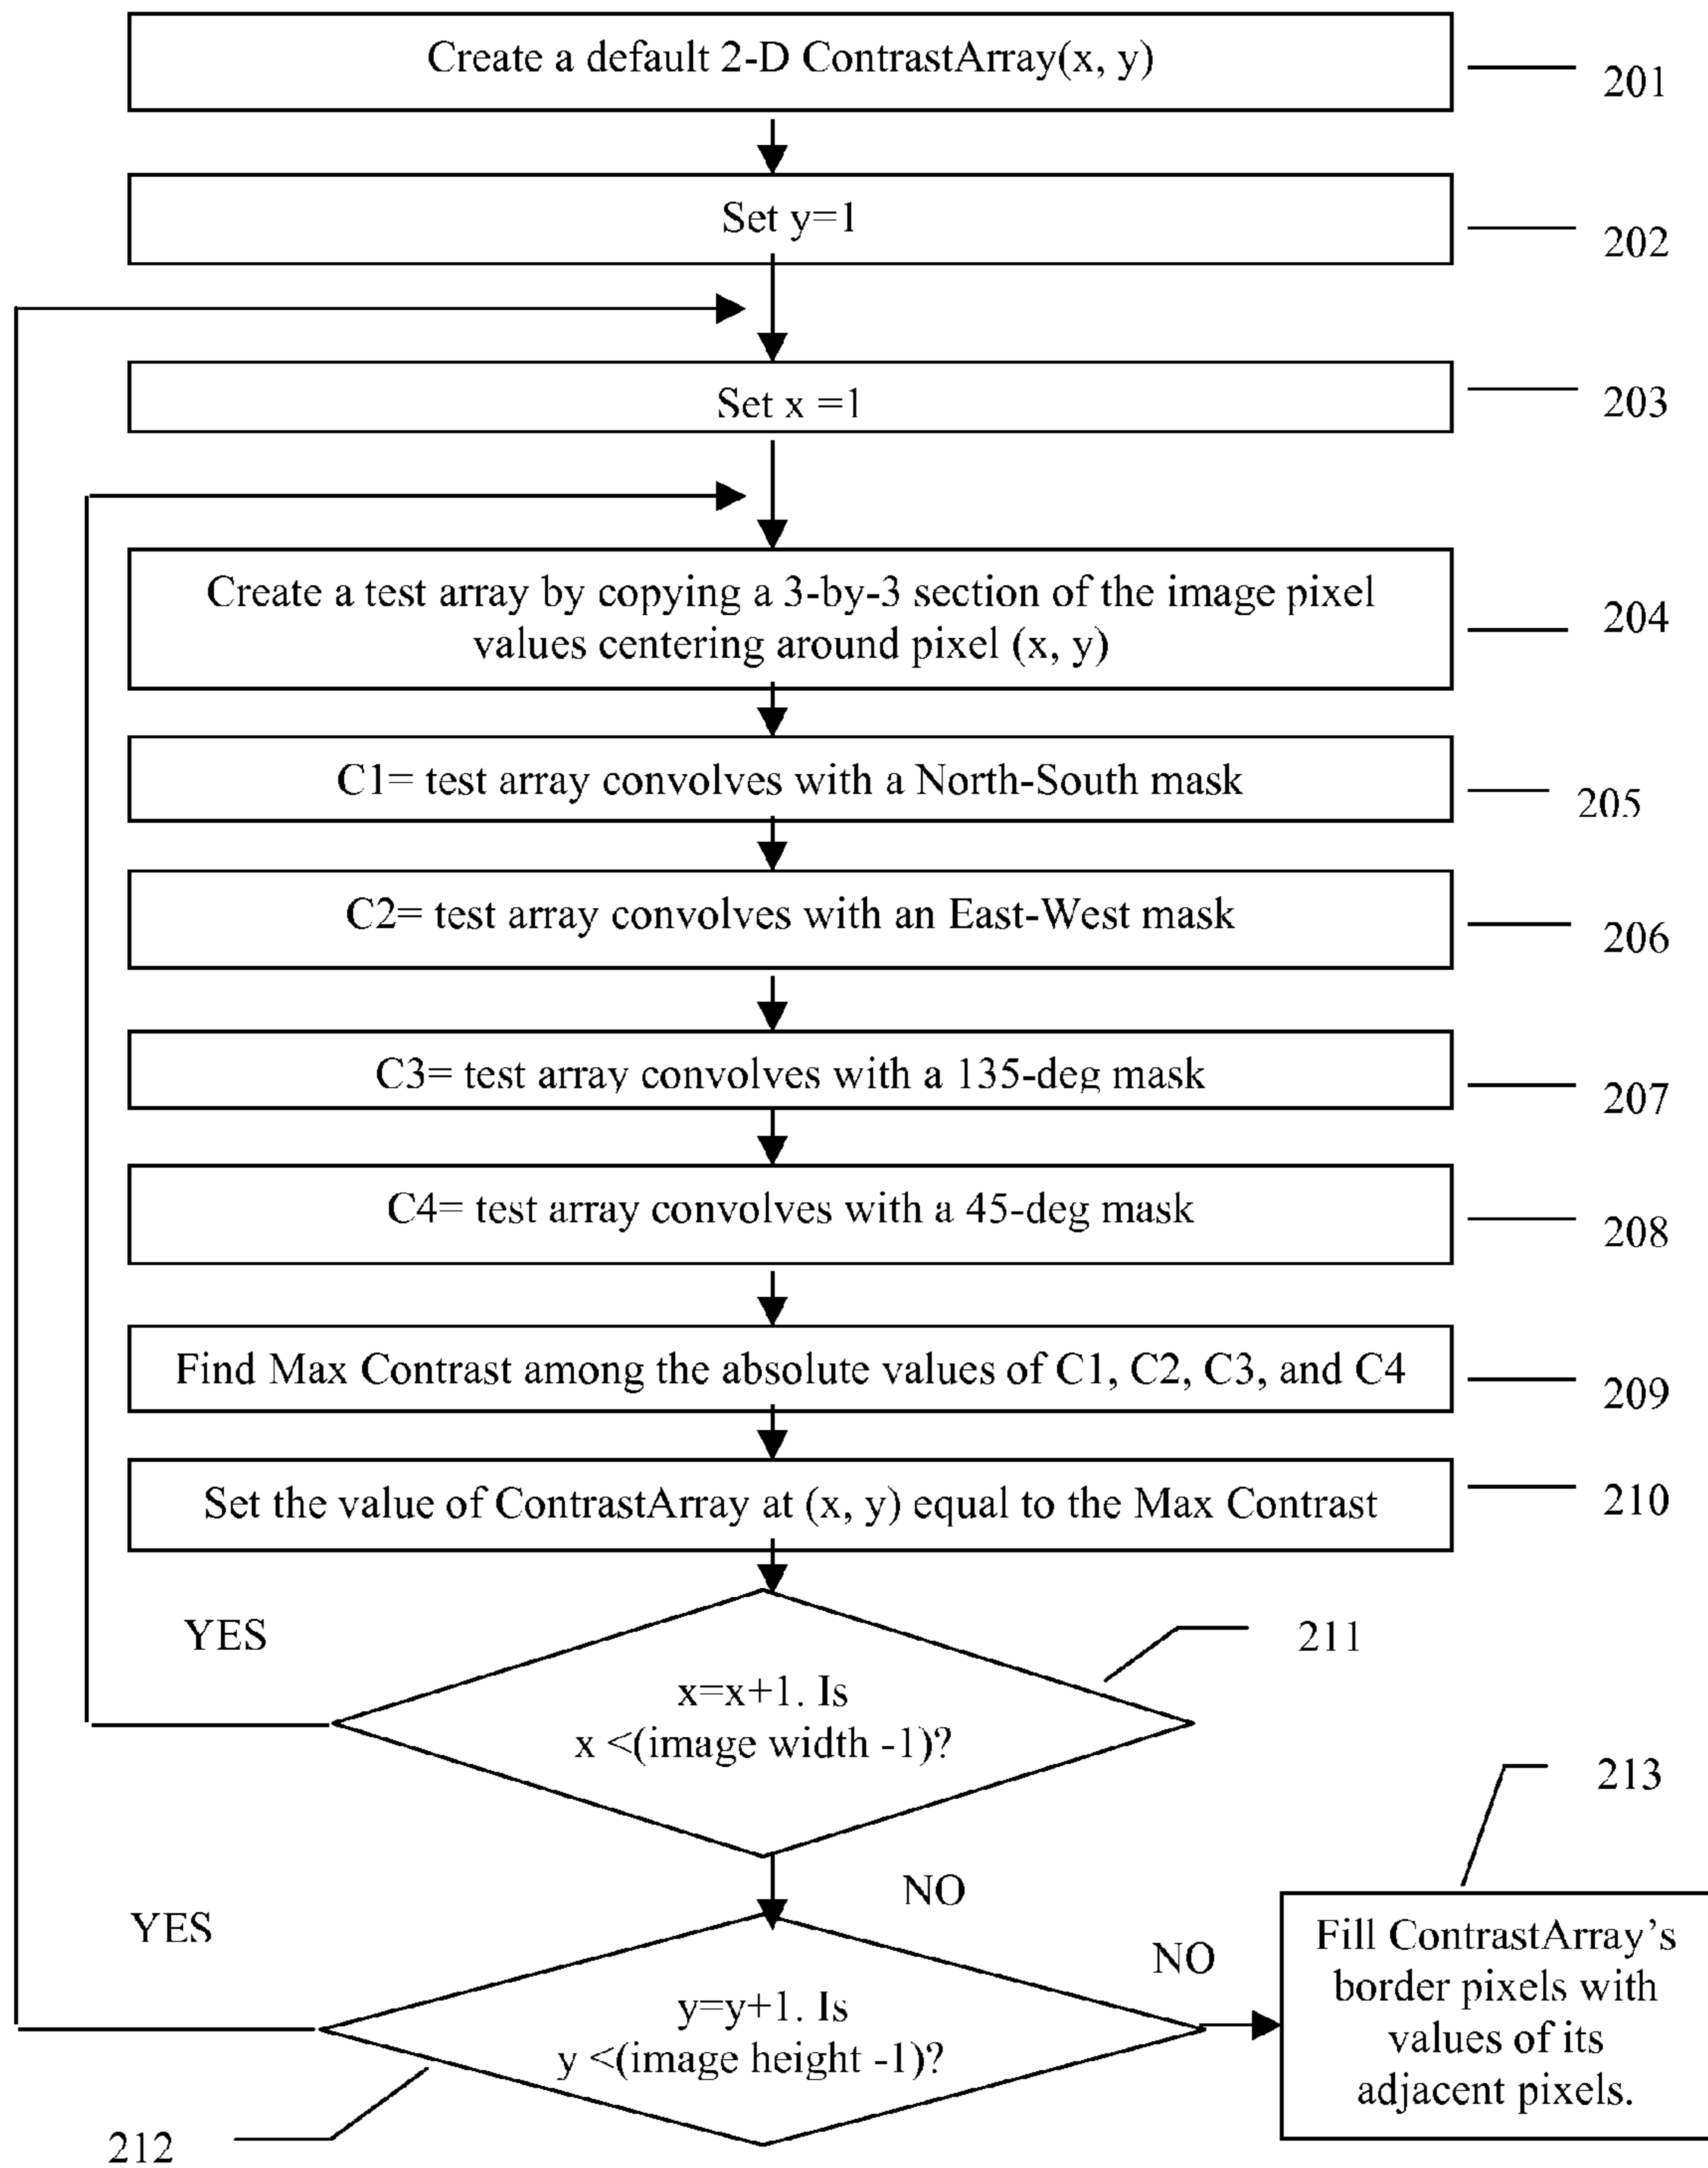 Create a default 2-D ContrastArray(x, y)
201
Set y=1
202
Set x =1
203
Create a test array by copying a 3-by-3 section of the image pixel
values centering around pixel (x, y)
204
C1= test array convolves with a North-South mask
205
C2= test array convolves with an East-West mask
206
C3= test array convolves with a 135-deg mask
207
C4= test array convolves with a 45-deg mask
208
Find Max Contrast among the absolute values of C1, C2, C3, and C4
209
Set the value of ContrastArray at (x, y) equal to the Max Contrast
210
YES
211
x=x+1. Is
x <(image width -1)?
213
NO
YES
NO
y=y+1. Is
y <(image height -1)?
Fill ContrastArray’s
border pixels with
values of its
adjacent pixels.
212